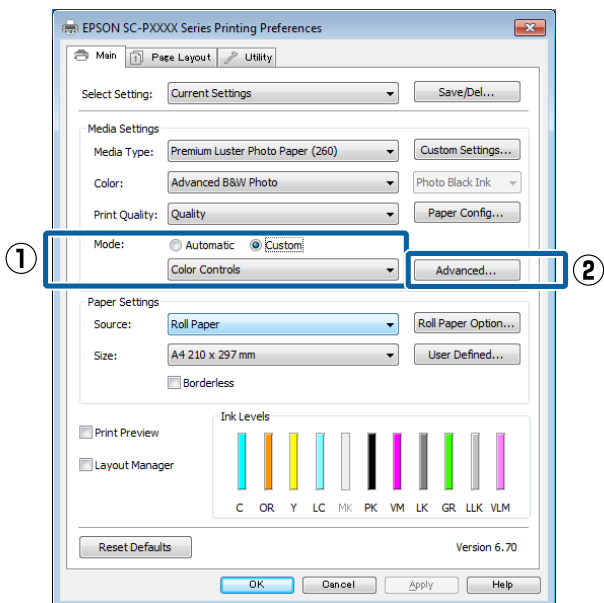 EPSON SC-PXXXX Series Printing Preferences
Main Page Layout Utility
Select Setting: Current Settings Save/Del...
Media Settings
Media Type: Premium Luster Photo Paper (260) Custom Settings...
Color: Advanced B&W Photo Photo Black Ink
Print Quality: Quality Paper Config...
Mode: Automatic Custom
① Color Controls Advanced... ②
Paper Settings
Source: Roll Paper Roll Paper Option...
Size: A4 210 x 297 mm User Defined...
Borderless
Ink Levels
Print Preview
Layout Manager
C OR Y LC MK PK VM LK GR LLK VLM
Reset Defaults Version 6.70
OK Cancel Apply Help